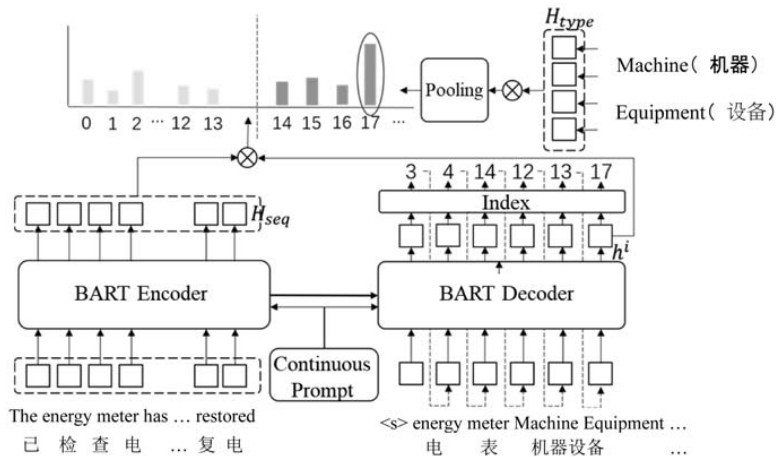 H_type
Machine( 机器)
Pooling
Equipment( 设备)
0 1 2 ... 12 13 14 15 16 17 ...
3 4 14 12 13 17
H_seq
Index
h^i
BART Encoder
BART Decoder
Continuous
Prompt
The energy meter has ... restored
已 检 查 电 ... 复 电
<s> energy meter Machine Equipment ...
电 表 机器设备 ...